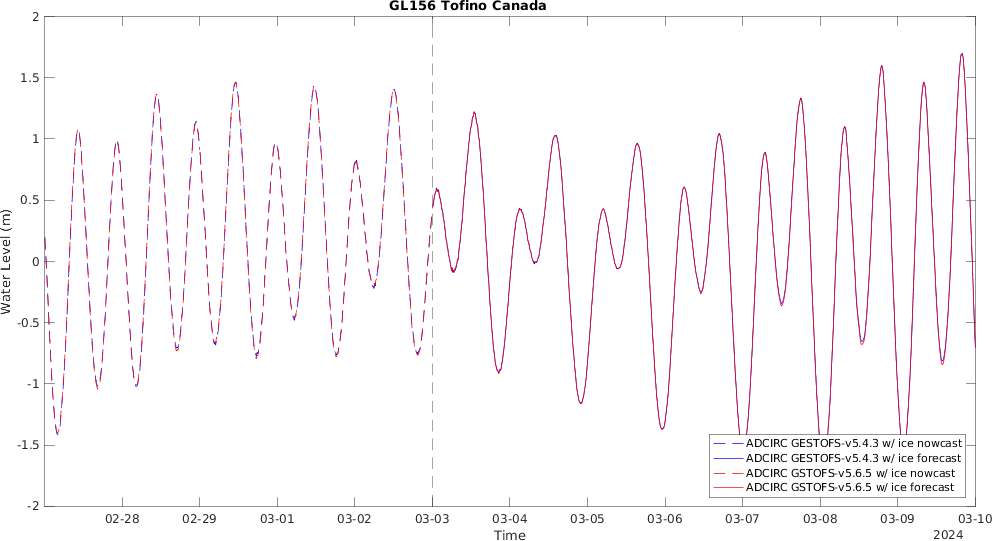 GL156 Tofino Canada
Water Level (m)
2
1.5
1
0.5
0
-0.5
-1
-1.5
-2
ADCIRC GESTOFS-v5.4.3 w/ ice nowcast
ADCIRC GESTOFS-v5.4.3 w/ ice forecast
ADCIRC GSTOFS-v5.6.5 w/ ice nowcast
ADCIRC GSTOFS-v5.6.5 w/ ice forecast
02-28 02-29 03-01 03-02 03-03 03-04 03-05 03-06 03-07 03-08 03-09 03-10
Time
2024